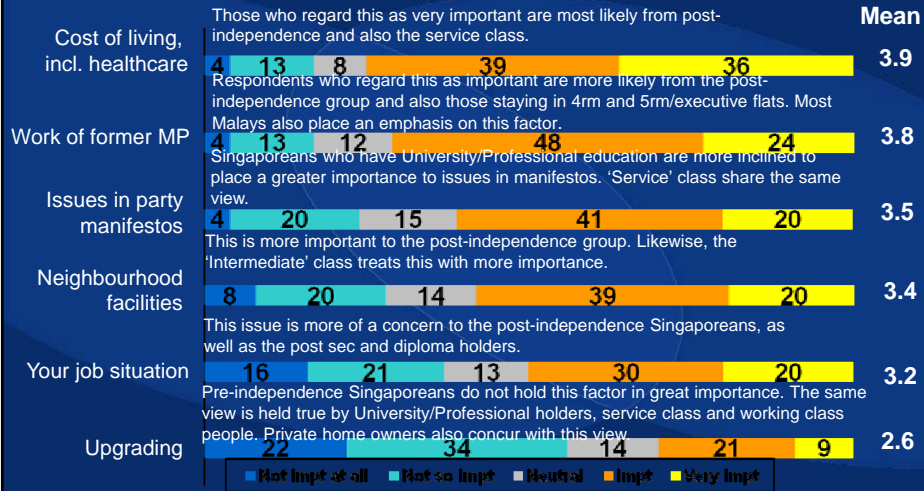 Those who regard this as very important are most likely from post-
independence and also the service class.
Mean
Cost of living,
incl. healthcare
4 13 8 39 36
3.9
Respondents who regard this as important are more likely from the post-
independence group and also those staying in 4rm and 5rm/executive flats. Most
Malays also place an emphasis on this factor.
Work of former MP
4 13 12 48 24
3.8
Singaporeans who have University/Professional education are more inclined to
place a greater importance to issues in manifestos. ‘Service’ class share the same
view.
Issues in party
manifestos
4 20 15 41 20
3.5
This is more important to the post-independence group. Likewise, the
‘Intermediate’ class treats this with more importance.
Neighbourhood
facilities
8 20 14 39 20
3.4
This issue is more of a concern to the post-independence Singaporeans, as
well as the post sec and diploma holders.
Your job situation
16 21 13 30 20
3.2
Pre-independence Singaporeans do not hold this factor in great importance. The same
view is held true by University/Professional holders, service class and working class
people. Private home owners also concur with this view.
Upgrading
22 34 14 21 9
2.6
Not Impt at all Not so Impt Neutral Impt Very Impt